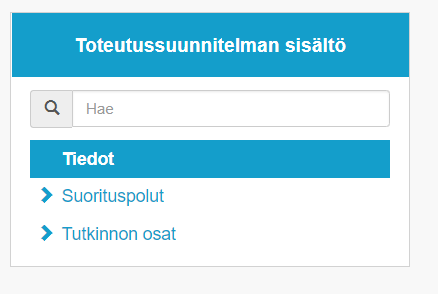 Toteutussuunnitelman sisältö
Hae
Tiedot
Suorituspolut
Tutkinnon osat